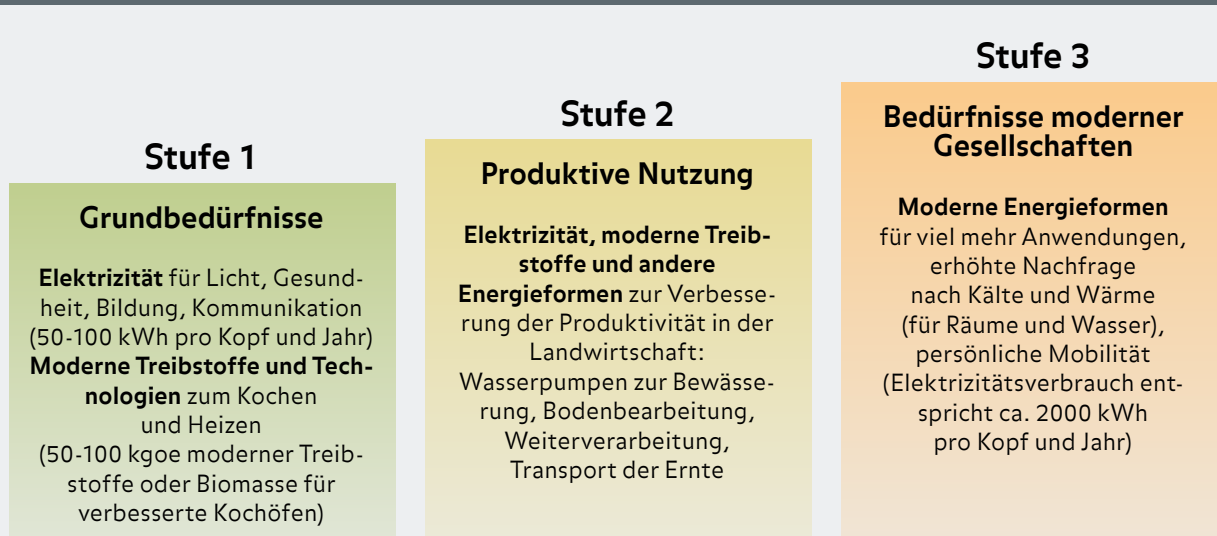 Stufe 1
Grundbedürfnisse
Elektrizität für Licht, Gesund-
heit, Bildung, Kommunikation
(50-100 kWh pro Kopf und Jahr)
Moderne Treibstoffe und Tech-
nologien zum Kochen
und Heizen
(50-100 kgoe moderner Treib-
stoffe oder Biomasse für
verbesserte Kochöfen)
Stufe 2
Produktive Nutzung
Elektrizität, moderne Treib-
stoffe und andere
Energieformen zur Verbesse-
rung der Produktivität in der
Landwirtschaft:
Wasserpumpen zur Bewässe-
rung, Bodenbearbeitung,
Weiterverarbeitung,
Transport der Ernte
Stufe 3
Bedürfnisse moderner
Gesellschaften
Moderne Energieformen
für viel mehr Anwendungen,
erhöhte Nachfrage
nach Kälte und Wärme
(für Räume und Wasser),
persönliche Mobilität
(Elektrizitätsverbrauch ent-
spricht ca. 2000 kWh
pro Kopf und Jahr)